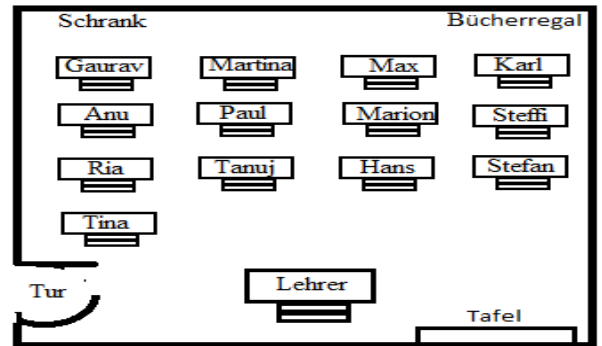 Schrank Bücherregal
Gaurav Martina Max Karl
Anu Paul Marion Steffi
Ria Tanuj Hans Stefan
Tina
Tur Lehrer
Tafel